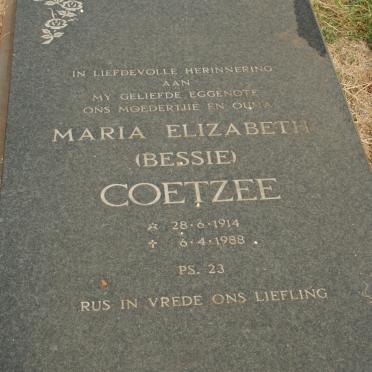 IN LIEFDEVOLLE HERINNERING
AAN
MY GELIEFDE EGGENOTE
ONS MOEDERTJIE EN OUMA
MARIA ELIZABETH
(BESSIE)
COETZEE
☆ 28·6·1914
✝ 6·4·1988
PS. 23
RUS IN VREDE ONS LIEFLING